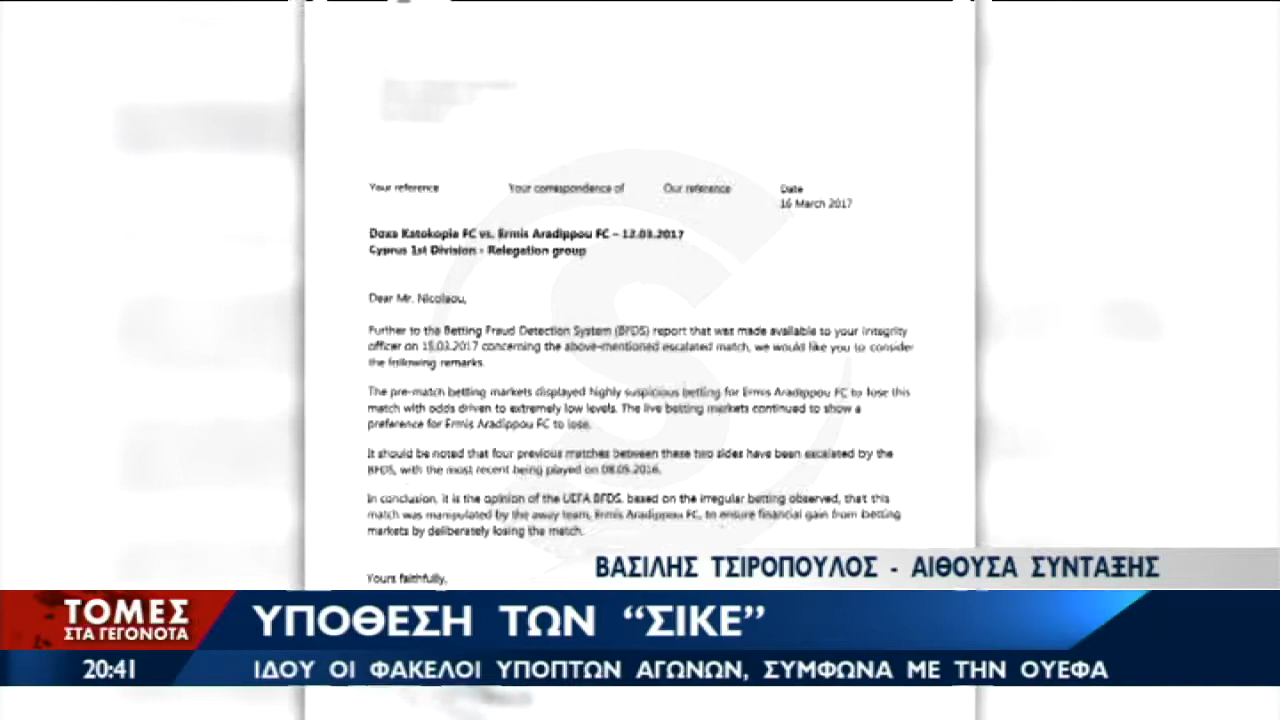 Your reference Your correspondence of Our reference Date
16 March 2017
Doxa Katokopia FC vs. Ermis Aradippou FC – 13.03.2017
Cyprus 1st Division - Relegation group
Dear Mr. Nicolaou,
Further to the Betting Fraud Detection System (BFDS) report that was made available to your integrity
officer on 15.03.2017 concerning the above-mentioned escalated match, we would like you to consider
the following remarks.
The pre-match betting markets displayed highly suspicious betting for Ermis Aradippou FC to lose this
match with odds driven to extremely low levels. The live betting markets continued to show a
preference for Ermis Aradippou FC to lose.
It should be noted that four previous matches between these two sides have been escalated by the
BFDS, with the most recent being played on 08.05.2016.
In conclusion, it is the opinion of the UEFA BFDS, based on the irregular betting observed, that this
match was manipulated by the away team, Ermis Aradippou FC, to ensure financial gain from betting
markets by deliberately losing the match.
Yours faithfully,
ΒΑΣΙΛΗΣ ΤΣΙΡΟΠΟΥΛΟΣ - ΑΙΘΟΥΣΑ ΣΥΝΤΑΞΗΣ
ΤΟΜΕΣ
ΣΤΑ ΓΕΓΟΝΟΤΑ
ΥΠΟΘΕΣΗ ΤΩΝ “ΣΙΚΕ”
20:41
ΙΔΟΥ ΟΙ ΦΑΚΕΛΟΙ ΥΠΟΠΤΩΝ ΑΓΩΝΩΝ, ΣΥΜΦΩΝΑ ΜΕ ΤΗΝ ΟΥΕΦΑ